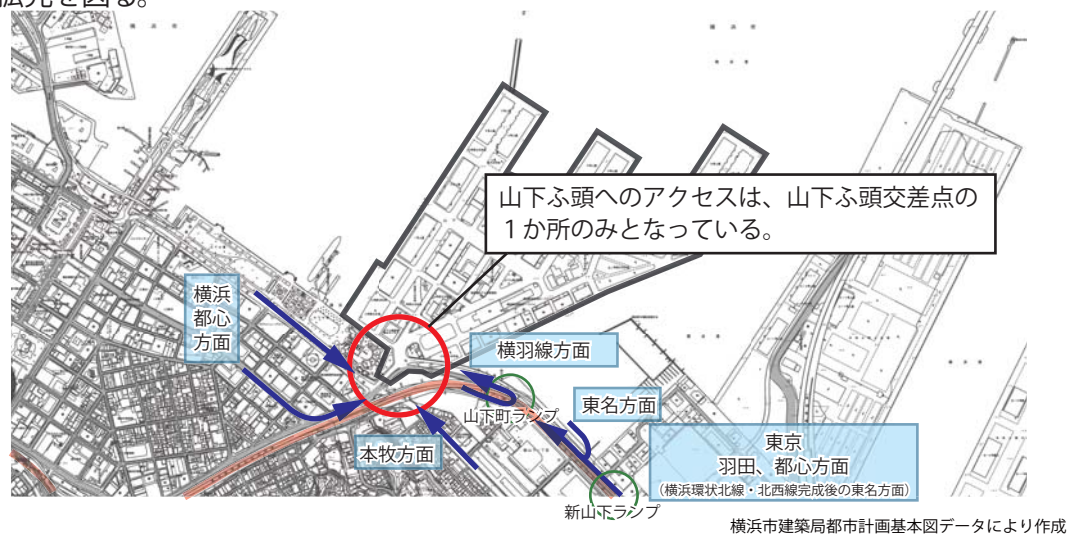 拡充を図る。
山下ふ頭へのアクセスは、山下ふ頭交差点の
１か所のみとなっている。
横浜
都心
方面
横羽線方面
山下町ランプ
東名方面
本牧方面
東京
羽田、都心方面
（横浜環状北線・北西線完成後の東名方面）
新山下ランプ
横浜市建築局都市計画基本図データにより作成